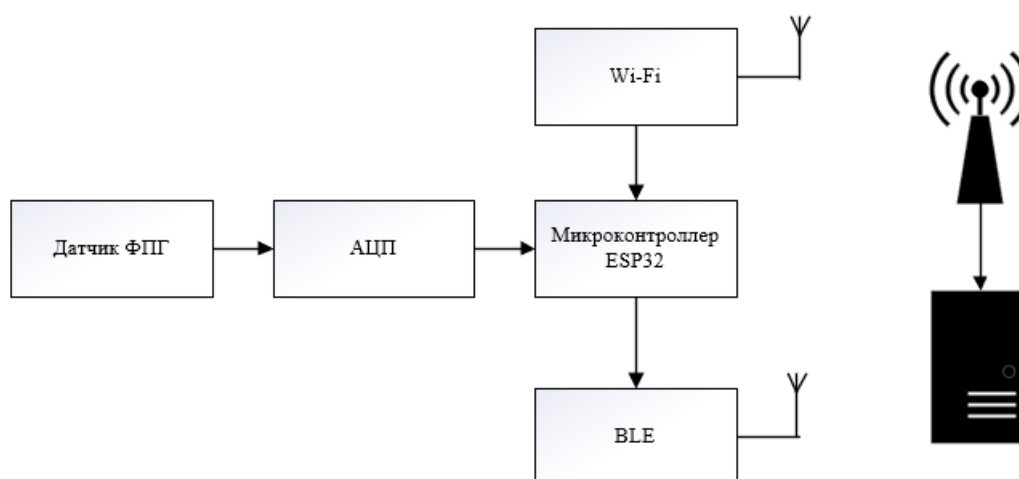 Wi-Fi
Датчик ФПГ
АЦП
Микроконтроллер
ESP32
BLE